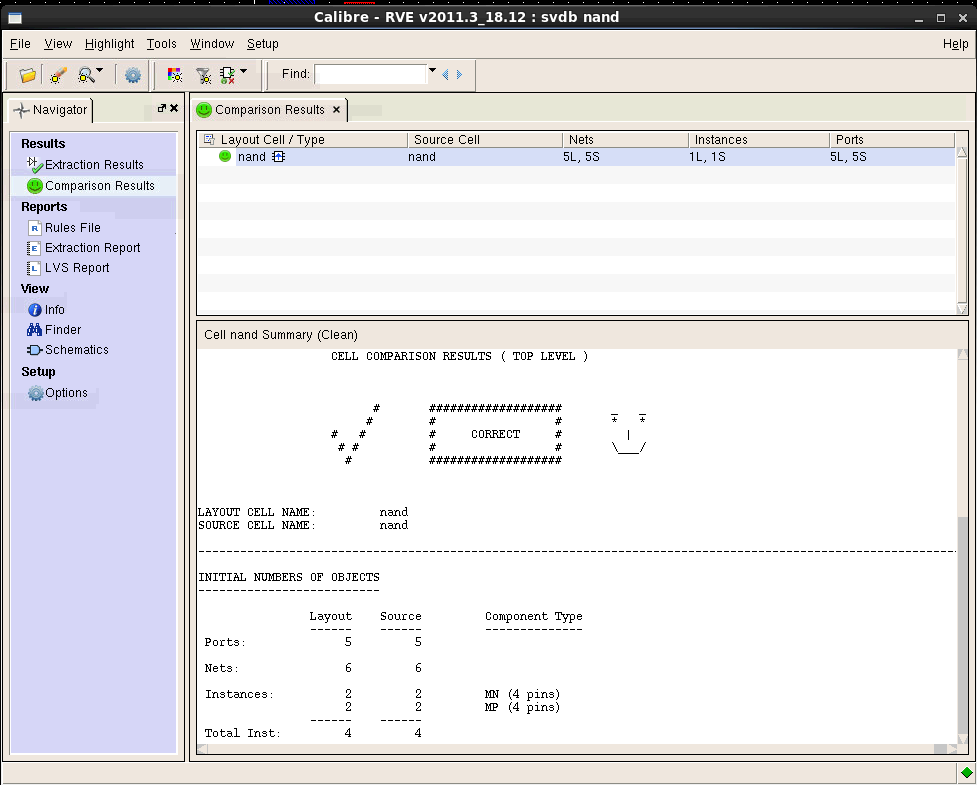 Calibre - RVE v2011.3_18.12 : svdb nand
File View Highlight Tools Window Setup Help
Find:
Navigator
Comparison Results
Results
Extraction Results
Comparison Results
Reports
Rules File
Extraction Report
LVS Report
View
Info
Finder
Schematics
Setup
Options
Layout Cell / Type Source Cell Nets Instances Ports
nand nand 5L, 5S 1L, 1S 5L, 5S
Cell nand Summary (Clean)
CELL COMPARISON RESULTS ( TOP LEVEL )
# ################## _ _
# # # * *
# # # CORRECT # |
# # # # \___/
# ##################
LAYOUT CELL NAME: nand
SOURCE CELL NAME: nand
INITIAL NUMBERS OF OBJECTS
Layout Source Component Type
Ports: 5 5
Nets: 6 6
Instances: 2 2 MN (4 pins)
2 2 MP (4 pins)
Total Inst: 4 4